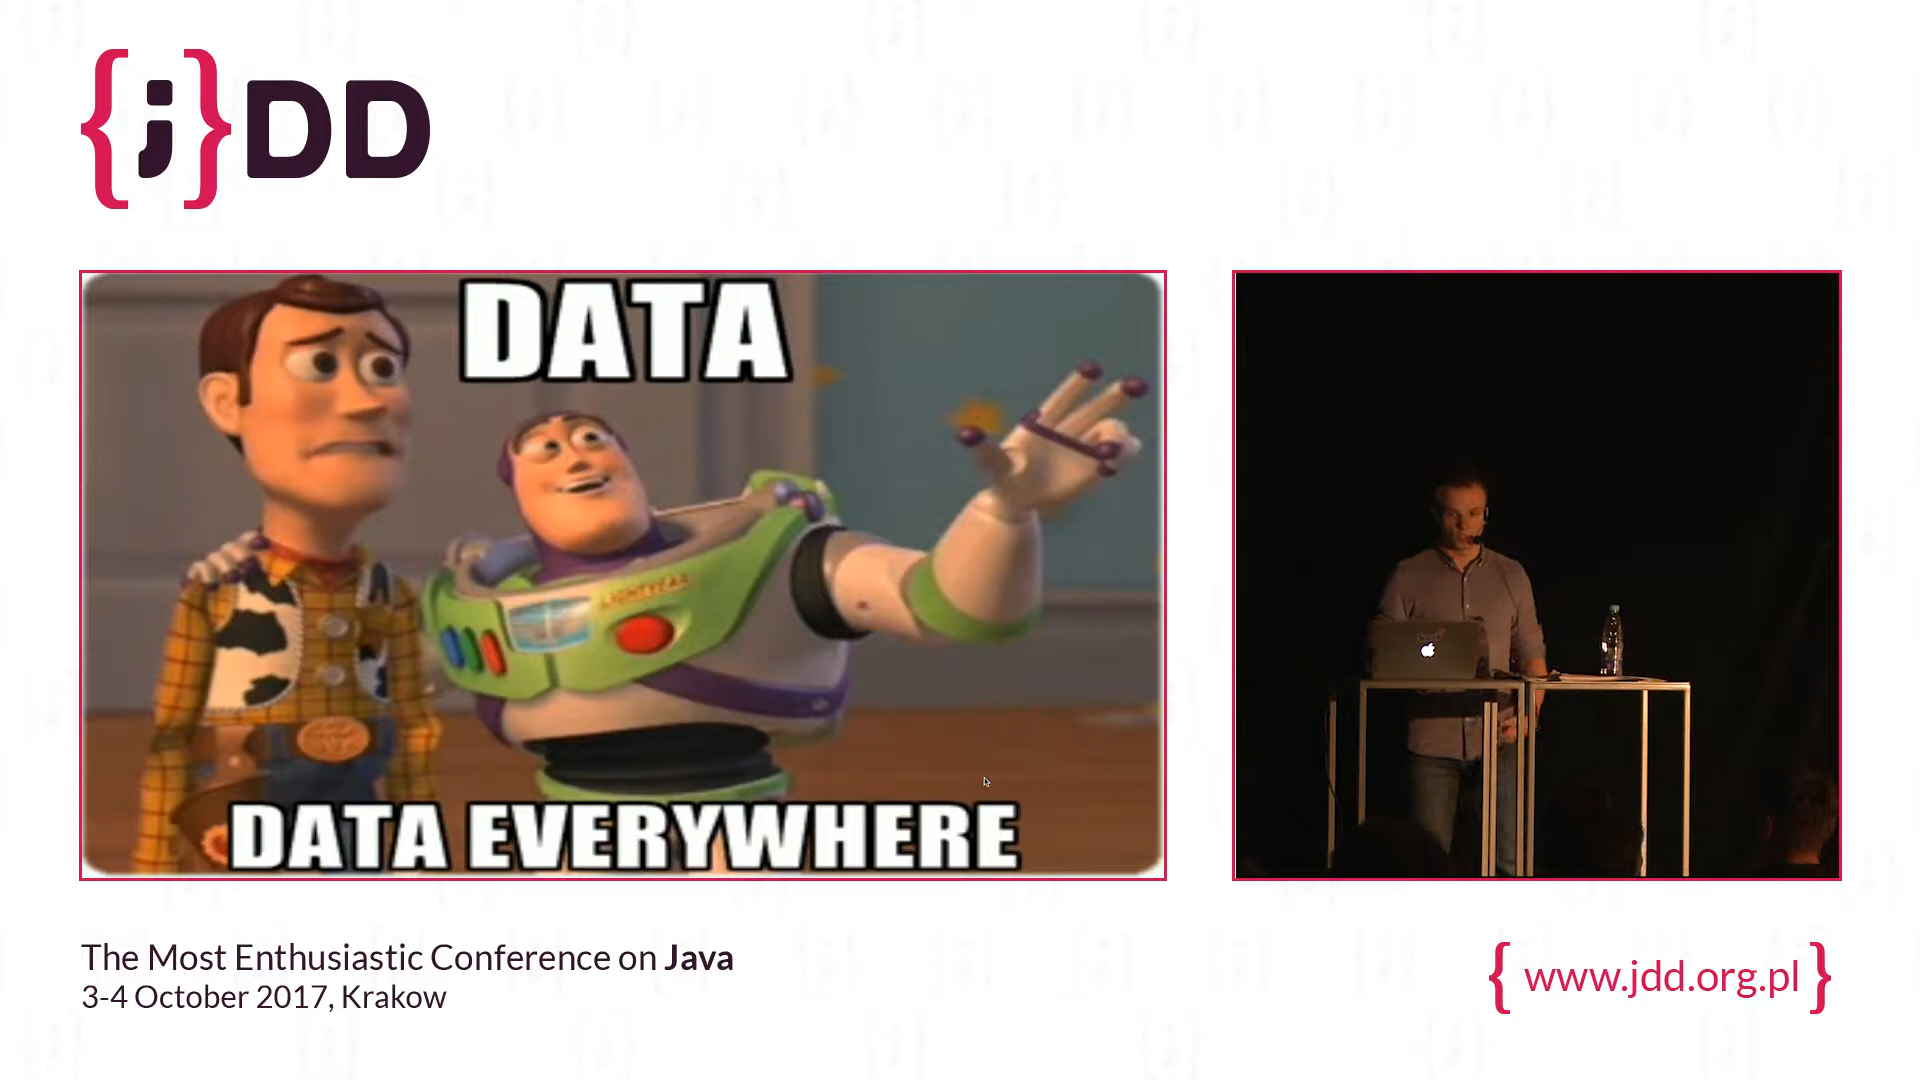 {;}DD
DATA
LIGHTYEAR
DATA EVERYWHERE
The Most Enthusiastic Conference on Java
3-4 October 2017, Krakow
{ www.jdd.org.pl }